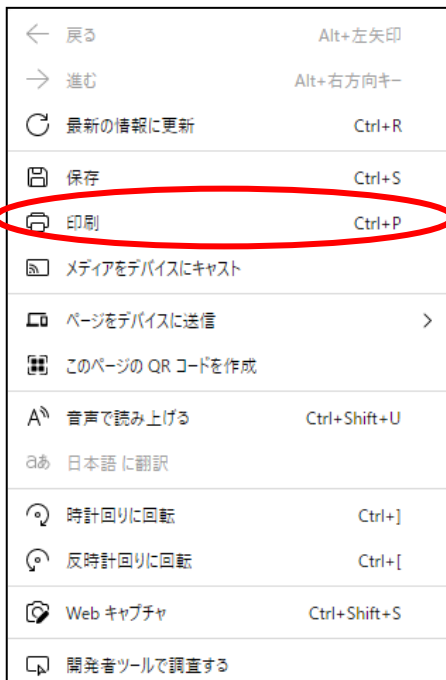 戻る Alt+左矢印
進む Alt+右方向キー
最新の情報に更新 Ctrl+R
保存 Ctrl+S
印刷 Ctrl+P
メディアをデバイスにキャスト
ページをデバイスに送信
このページの QR コードを作成
音声で読み上げる Ctrl+Shift+U
日本語 に翻訳
時計回りに回転 Ctrl+]
反時計回りに回転 Ctrl+[
Web キャプチャ Ctrl+Shift+S
開発者ツールで調査する